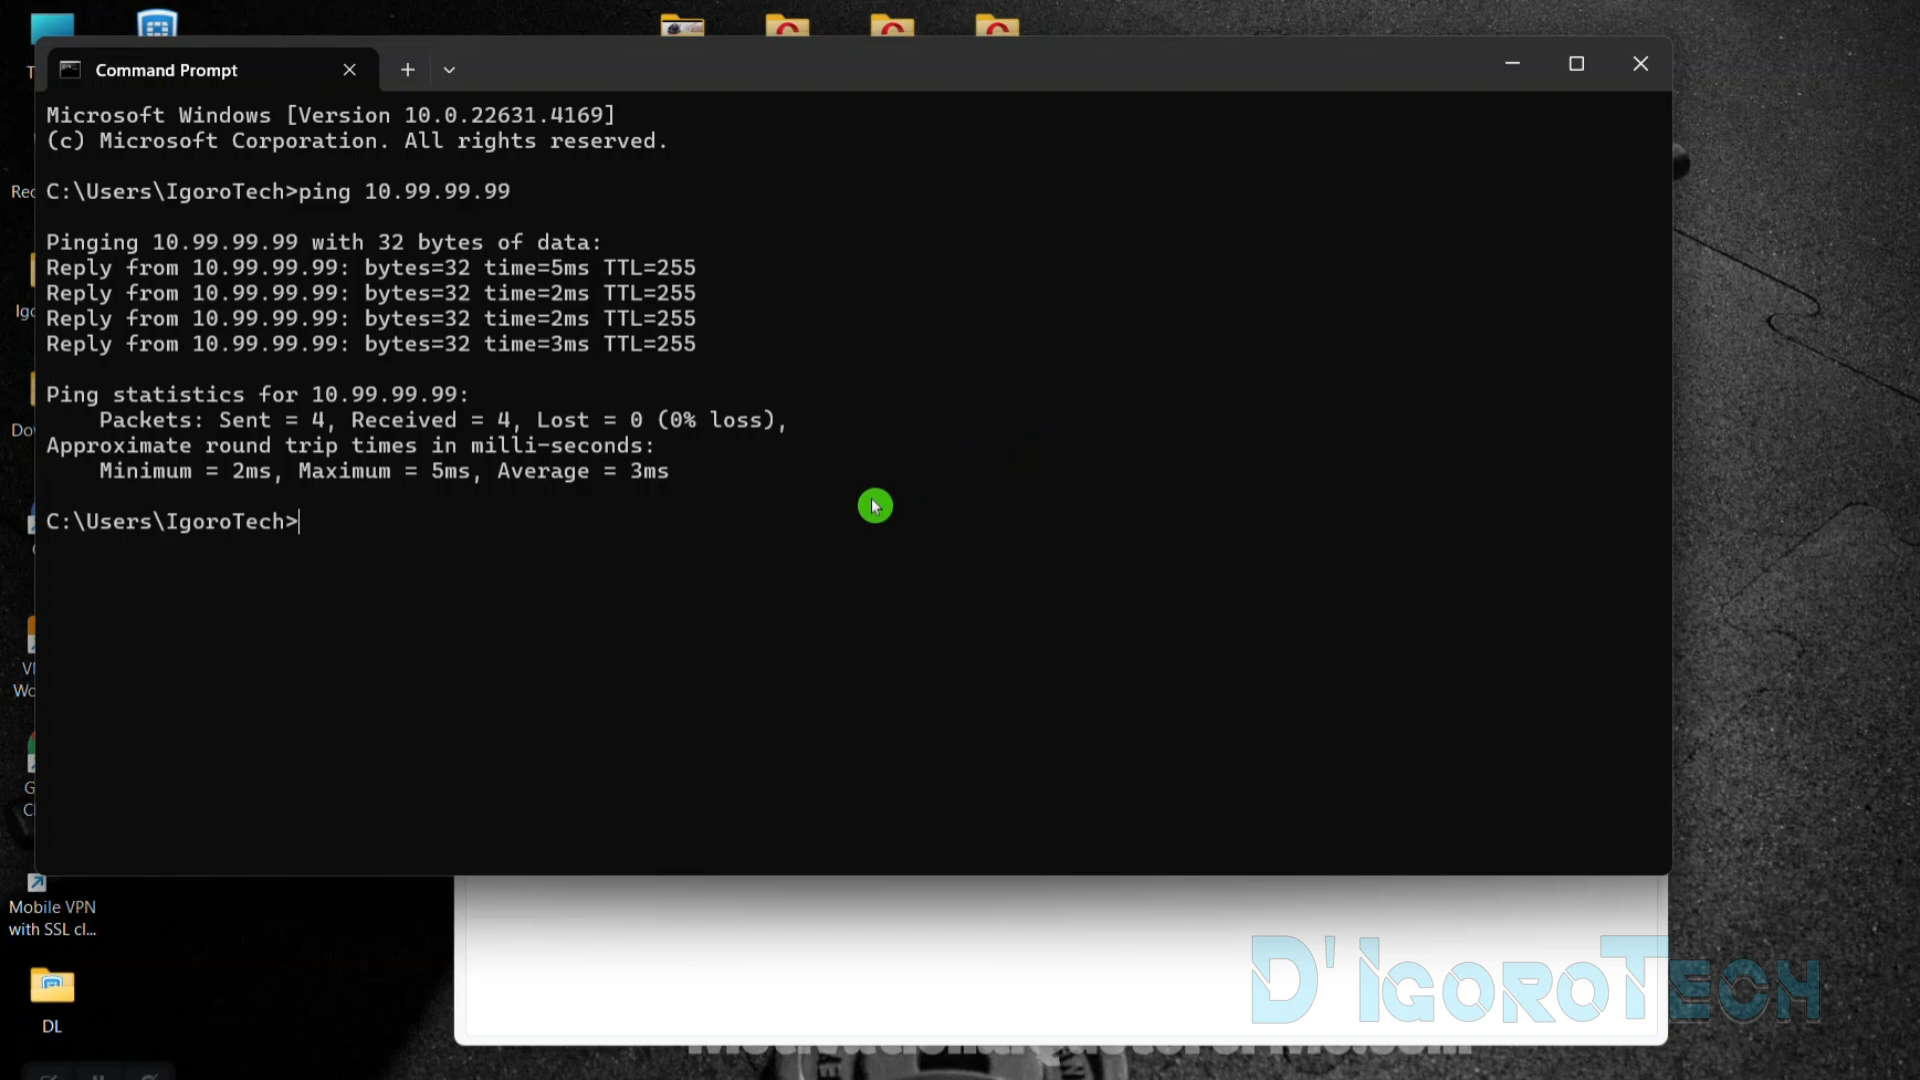 Command Prompt
Microsoft Windows [Version 10.0.22631.4169]
(c) Microsoft Corporation. All rights reserved.
C:\Users\IgoroTech>ping 10.99.99.99
Pinging 10.99.99.99 with 32 bytes of data:
Reply from 10.99.99.99: bytes=32 time=5ms TTL=255
Reply from 10.99.99.99: bytes=32 time=2ms TTL=255
Reply from 10.99.99.99: bytes=32 time=2ms TTL=255
Reply from 10.99.99.99: bytes=32 time=3ms TTL=255
Ping statistics for 10.99.99.99:
Packets: Sent = 4, Received = 4, Lost = 0 (0% loss),
Approximate round trip times in milli-seconds:
Minimum = 2ms, Maximum = 5ms, Average = 3ms
C:\Users\IgoroTech>
Mobile VPN
with SSL cl...
DL
D'IGOROTECH